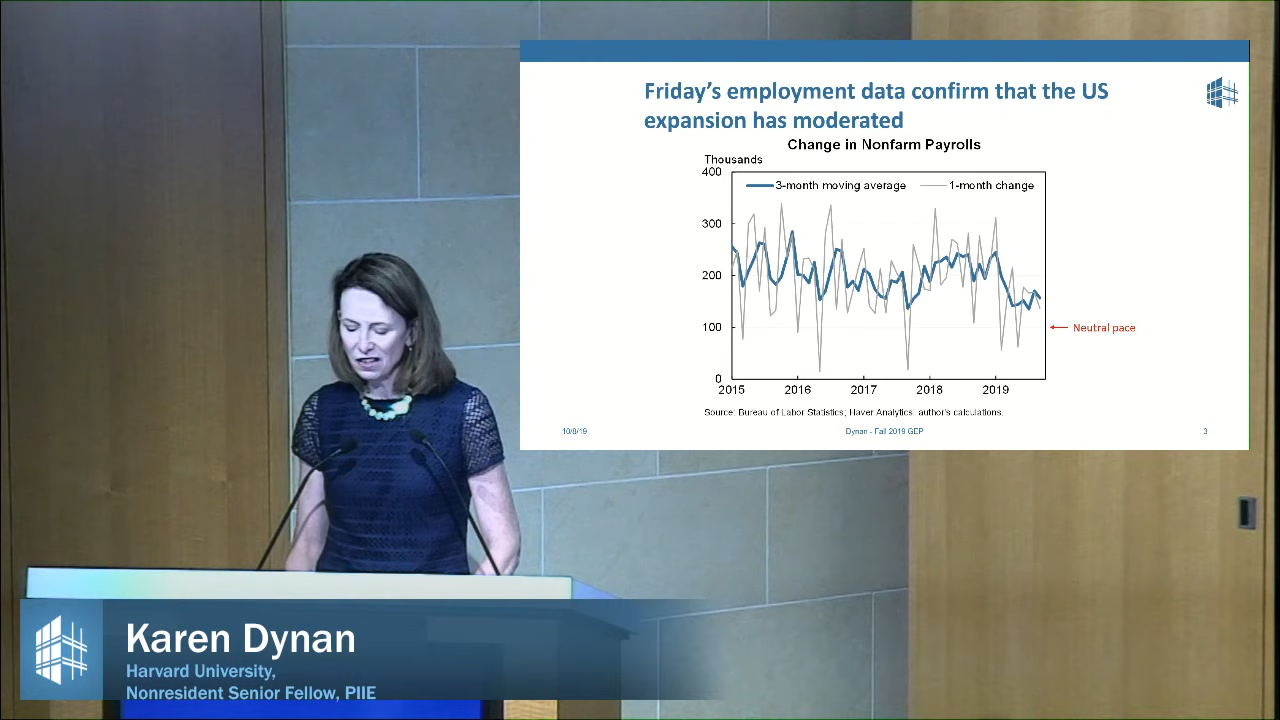 Friday's employment data confirm that the US
expansion has moderated
Change in Nonfarm Payrolls
Thousands
400
3-month moving average
1-month change
300
200
100
Neutral pace
0
2015
2016
2017
2018
2019
Source: Bureau of Labor Statistics; Haver Analytics author's calculations.
10/8/19
Dynan - Fall 2019 GEP
3
Karen Dynan
Harvard University,
Nonresident Senior Fellow, PIIE